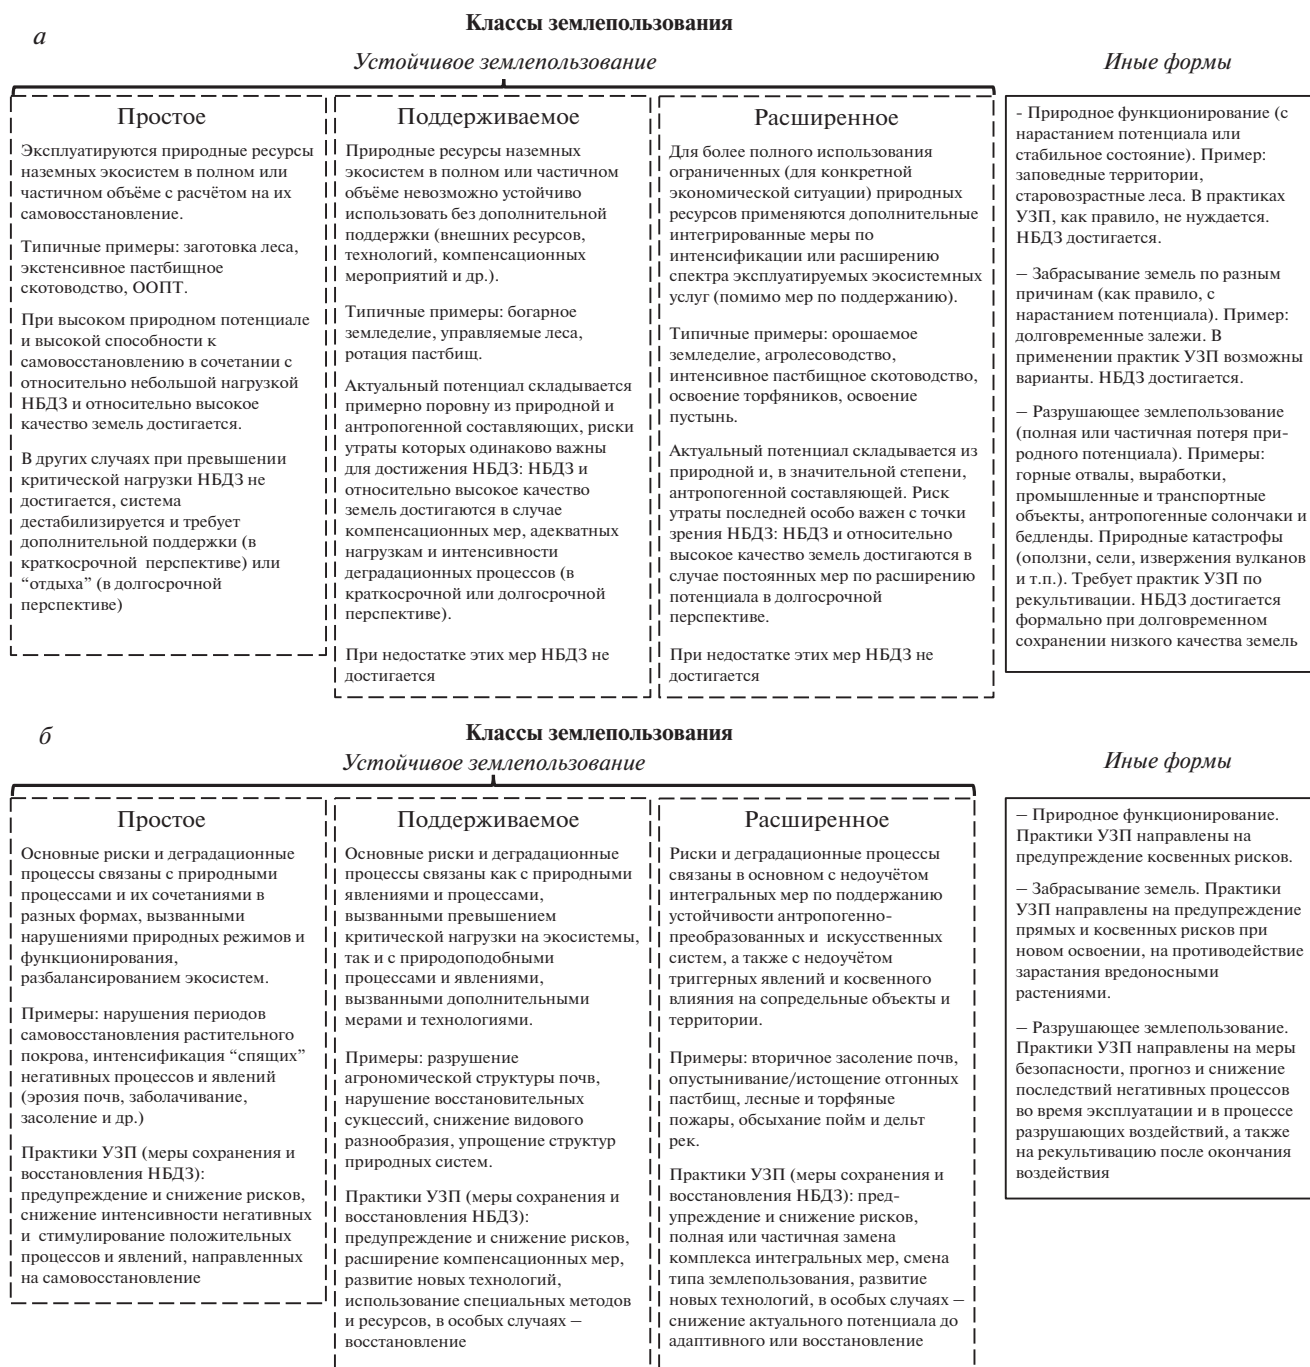 а
Классы землепользования
Устойчивое землепользование
Иные формы
Простое
Эксплуатируются природные ресурсы
наземных экосистем в полном или
частичном объёме с расчётом на их
самовосстановление.
Типичные примеры: заготовка леса,
экстенсивное пастбищное
скотоводство, ООПТ.
При высоком природном потенциале
и высокой способности к
самовосстановлению в сочетании с
относительно небольшой нагрузкой
НБДЗ и относительно высокое
качество земель достигается.
В других случаях при превышении
критической нагрузки НБДЗ не
достигается, система
дестабилизируется и требует
дополнительной поддержки (в
краткосрочной перспективе) или
“отдыха” (в долгосрочной
перспективе)
Поддерживаемое
Природные ресурсы наземных
экосистем в полном или частичном
объёме невозможно устойчиво
использовать без дополнительной
поддержки (внешних ресурсов,
технологий, компенсационных
мероприятий и др.).
Типичные примеры: богарное
земледелие, управляемые леса,
ротация пастбищ.
Актуальный потенциал складывается
примерно поровну из природной и
антропогенной составляющих, риски
утраты которых одинаково важны
для достижения НБДЗ: НБДЗ и
относительно высокое качество
земель достигаются в случае
компенсационных мер, адекватных
нагрузкам и интенсивности
деградационных процессов (в
краткосрочной или долгосрочной
перспективе).
При недостатке этих мер НБДЗ не
достигается
Расширенное
Для более полного использования
ограниченных (для конкретной
экономической ситуации) природных
ресурсов применяются дополнительные
интегрированные меры по
интенсификации или расширению
спектра эксплуатируемых экосистемных
услуг (помимо мер по поддержанию).
Типичные примеры: орошаемое
земледелие, агролесоводство,
интенсивное пастбищное скотоводство,
освоение торфяников, освоение
пустынь.
Актуальный потенциал складывается из
природной и, в значительной степени,
антропогенной составляющей. Риск
утраты последней особо важен с точки
зрения НБДЗ: НБДЗ и относительно
высокое качество земель достигаются в
случае постоянных мер по расширению
потенциала в долгосрочной
перспективе.
При недостатке этих мер НБДЗ не
достигается
- Природное функционирование (с
нарастанием потенциала или
стабильное состояние). Пример:
заповедные территории,
старовозрастные леса. В практиках
УЗП, как правило, не нуждается.
НБДЗ достигается.
– Забрасывание земель по разным
причинам (как правило, с
нарастанием потенциала). Пример:
долговременные залежи. В
применении практик УЗП возможны
варианты. НБДЗ достигается.
– Разрушающее землепользование
(полная или частичная потеря при-
родного потенциала). Примеры:
горные отвалы, выработки,
промышленные и транспортные
объекты, антропогенные солончаки и
бедленды. Природные катастрофы
(оползни, сели, извержения вулканов
и т.п.). Требует практик УЗП по
рекультивации. НБДЗ достигается
формально при долговременном
сохранении низкого качества земель
б
Классы землепользования
Устойчивое землепользование
Иные формы
Простое
Основные риски и деградационные
процессы связаны с природными
процессами и их сочетаниями в
разных формах, вызванными
нарушениями природных режимов и
функционирования,
разбалансированием экосистем.
Примеры: нарушения периодов
самовосстановления растительного
покрова, интенсификация “спящих”
негативных процессов и явлений
(эрозия почв, заболачивание,
засоление и др.)
Практики УЗП (меры сохранения и
восстановления НБДЗ):
предупреждение и снижение рисков,
снижение интенсивности негативных
и стимулирование положительных
процессов и явлений, направленных
на самовосстановление
Поддерживаемое
Основные риски и деградационные
процессы связаны как с природными
явлениями и процессами,
вызванными превышением
критической нагрузки на экосистемы,
так и с природоподобными
процессами и явлениями,
вызванными дополнительными
мерами и технологиями.
Примеры: разрушение
агрономической структуры почв,
нарушение восстановительных
сукцессий, снижение видового
разнообразия, упрощение структур
природных систем.
Практики УЗП (меры сохранения и
восстановления НБДЗ):
предупреждение и снижение рисков,
расширение компенсационных мер,
развитие новых технологий,
использование специальных методов
и ресурсов, в особых случаях –
восстановление
Расширенное
Риски и деградационные процессы
связаны в основном с недоучётом
интегральных мер по поддержанию
устойчивости антропогенно-
преобразованных и искусственных
систем, а также с недоучётом
триггерных явлений и косвенного
влияния на сопредельные объекты и
территории.
Примеры: вторичное засоление почв,
опустынивание/истощение отгонных
пастбищ, лесные и торфяные
пожары, обсыхание пойм и дельт
рек.
Практики УЗП (меры сохранения и
восстановления НБДЗ): пред-
упреждение и снижение рисков,
полная или частичная замена
комплекса интегральных мер, смена
типа землепользования, развитие
новых технологий, в особых случаях –
снижение актуального потенциала до
адаптивного или восстановление
– Природное функционирование.
Практики УЗП направлены на
предупреждение косвенных рисков.
– Забрасывание земель. Практики
УЗП направлены на предупреждение
прямых и косвенных рисков при
новом освоении, на противодействие
зарастания вредоносными
растениями.
– Разрушающее землепользование.
Практики УЗП направлены на меры
безопасности, прогноз и снижение
последствий негативных процессов
во время эксплуатации и в процессе
разрушающих воздействий, а также
на рекультивацию после окончания
воздействия